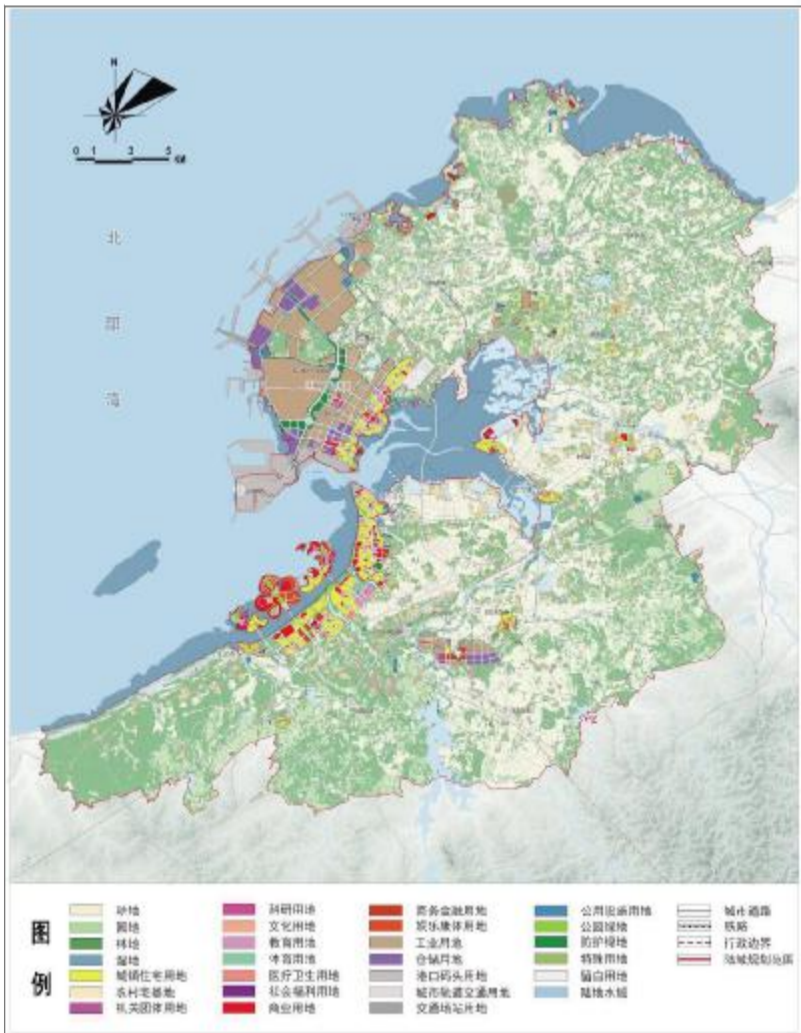 N
0 1 3 5
北
部
湾
图
例
耕地
园地
林地
湿地
城镇住宅用地
农村宅基地
机关团体用地
科研用地
文化用地
教育用地
体育用地
医疗卫生用地
社会福利用地
商业用地
商务金融用地
娱乐康体用地
工业用地
仓储用地
港口码头用地
城市轨道交通用地
交通场站用地
公用设施用地
公园绿地
防护绿地
特殊用地
留白用地
陆地水域
城市道路
铁路
行政边界
陆域规划范围